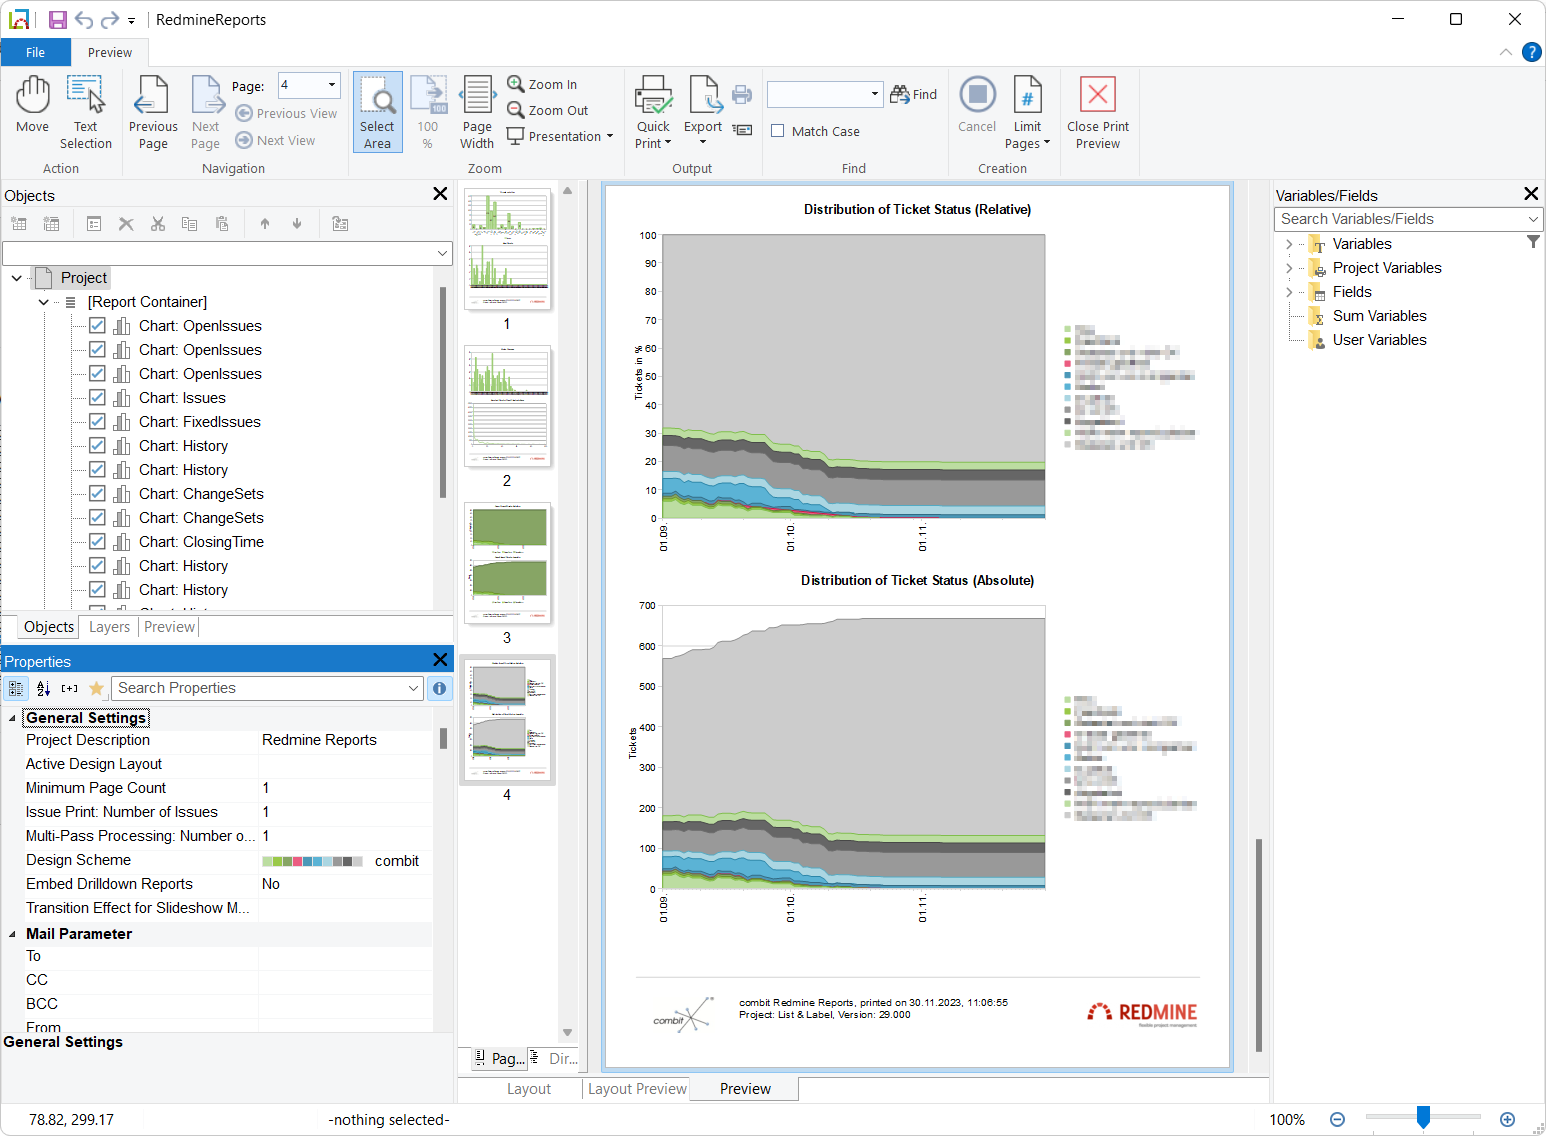 RedmineReports
File
Preview
Move
Text
Selection
Action
Previous
Page
Next
Page
Page:
4
Previous View
Next View
Navigation
Select
Area
100
100
%
Page
Width
Zoom In
Zoom Out
Presentation
Zoom
Quick
Print
Export
Output
Find
Match Case
Find
Cancel
Limit
Pages
Creation
Close Print
Preview
Objects
Project
[Report Container]
Chart: OpenIssues
Chart: OpenIssues
Chart: OpenIssues
Chart: Issues
Chart: FixedIssues
Chart: History
Chart: History
Chart: ChangeSets
Chart: ChangeSets
Chart: ClosingTime
Chart: History
Chart: History
Objects
Layers
Preview
Properties
Search Properties
General Settings
Project Description
Redmine Reports
Active Design Layout
Minimum Page Count
1
Issue Print: Number of Issues
1
Multi-Pass Processing: Number o...
1
Design Scheme
combit
Embed Drilldown Reports
No
Transition Effect for Slideshow M...
Mail Parameter
To
CC
BCC
From
General Settings
1
2
3
4
Pag...
Dir...
Distribution of Ticket Status (Relative)
100
90
80
70
60
50
40
30
20
10
0
Tickets in %
01.09.
01.10.
01.11.
Distribution of Ticket Status (Absolute)
700
600
500
400
300
200
100
0
Tickets
01.09.
01.10.
01.11.
combit
combit Redmine Reports, printed on 30.11.2023, 11:06:55
Project: List & Label, Version: 29.000
REDMINE
flexible project management
Layout
Layout Preview
Preview
Variables/Fields
Search Variables/Fields
Variables
Project Variables
Fields
Sum Variables
User Variables
78.82, 299.17
-nothing selected-
100%